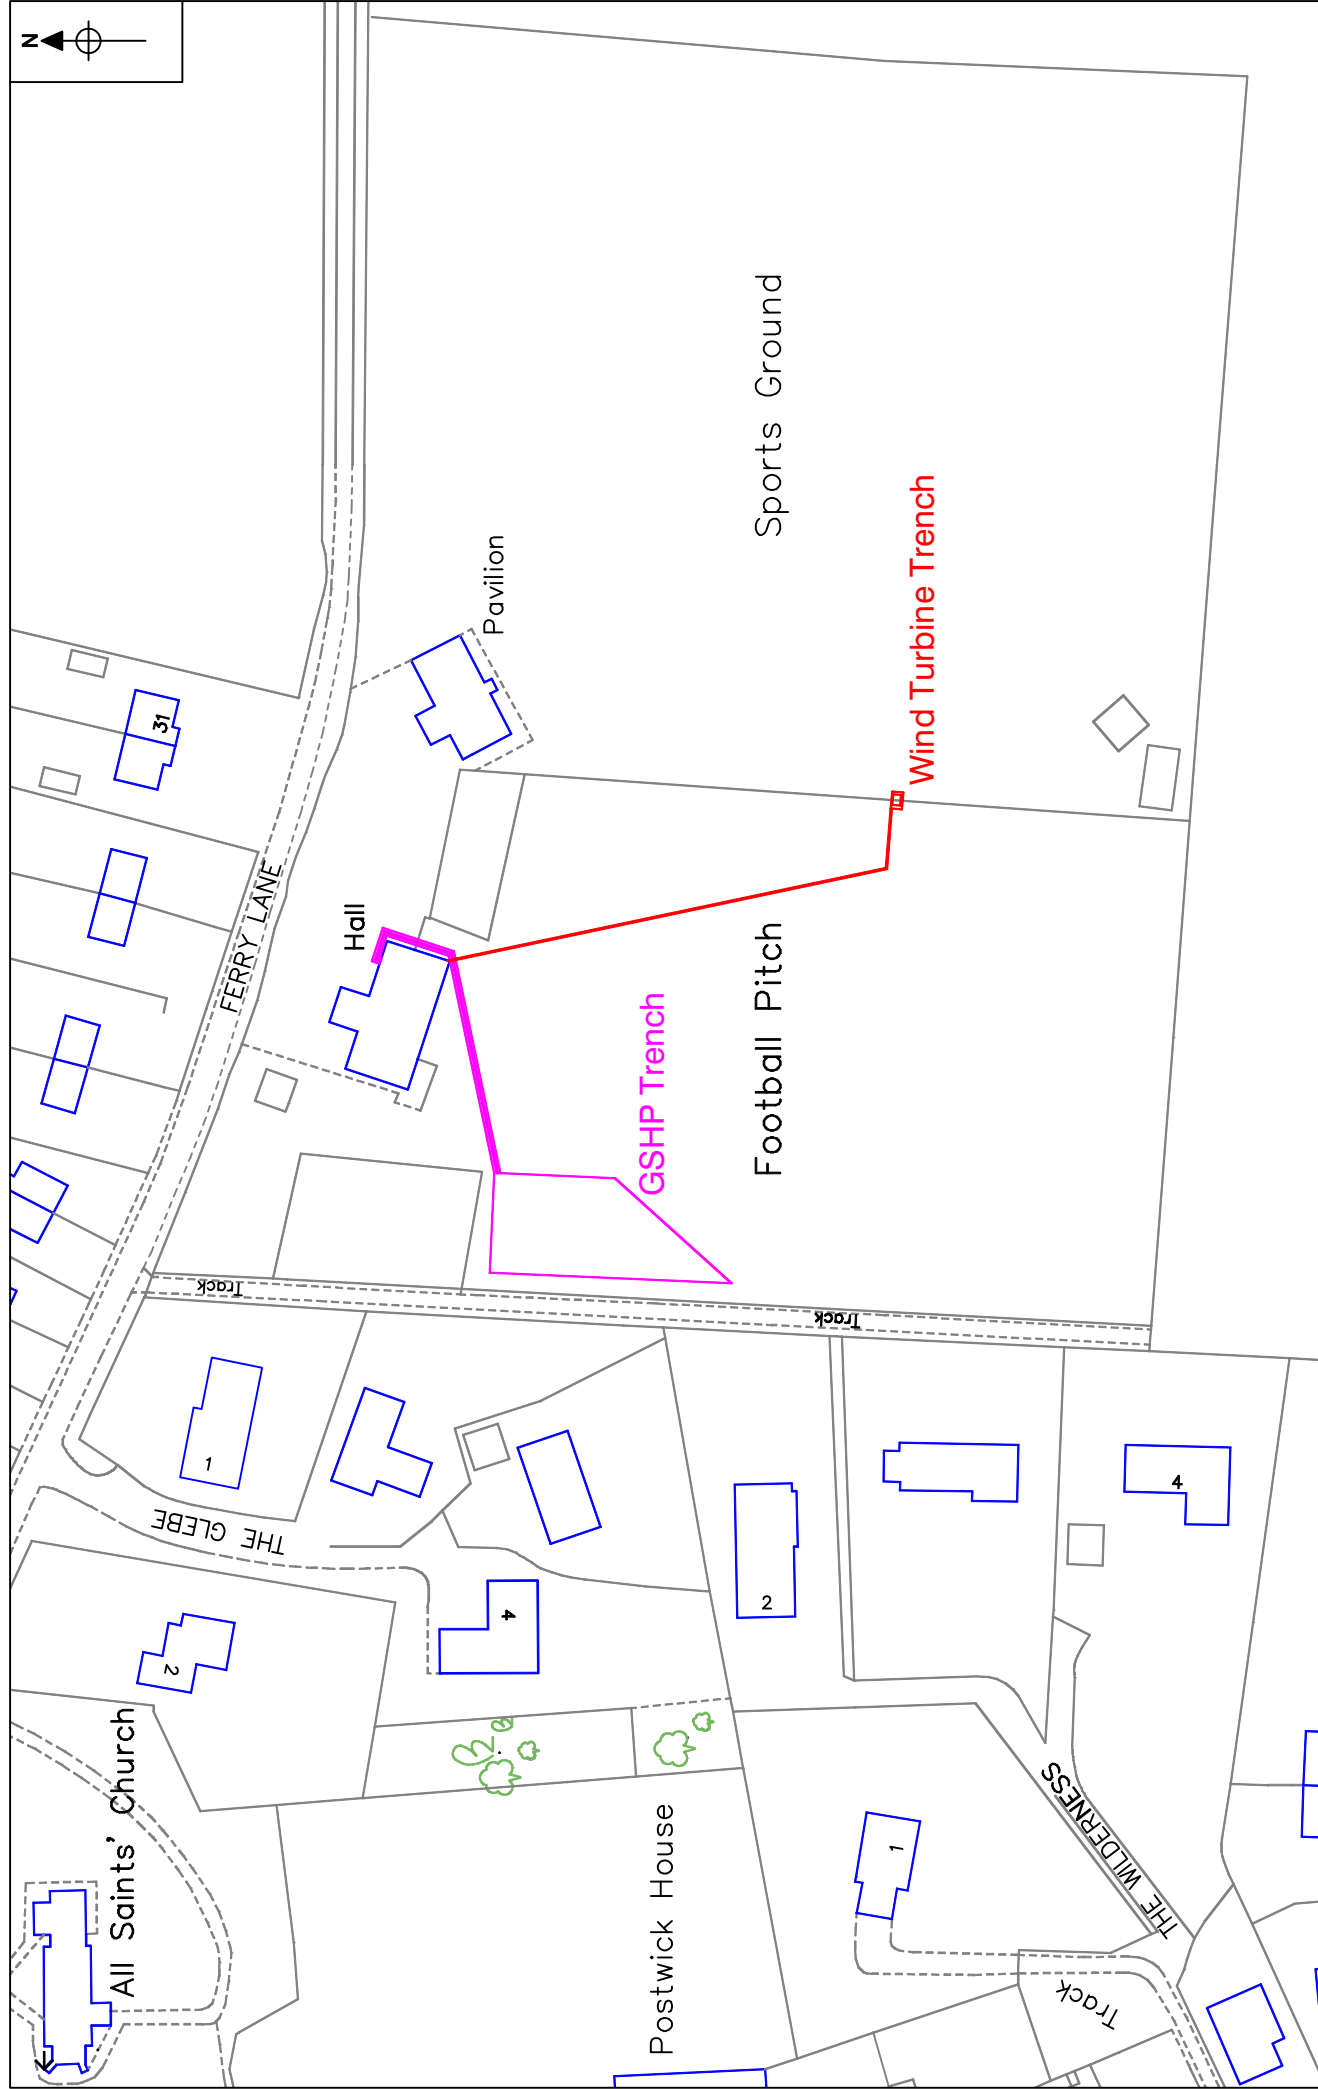 N
31
FERRY LANE
Hall
Pavilion
Sports Ground
Wind Turbine Trench
Football Pitch
GSHP Trench
Track
Track
1
THE GLEBE
2
4
2
4
All Saints' Church
Postwick House
1
THE WILDERNESS
Track